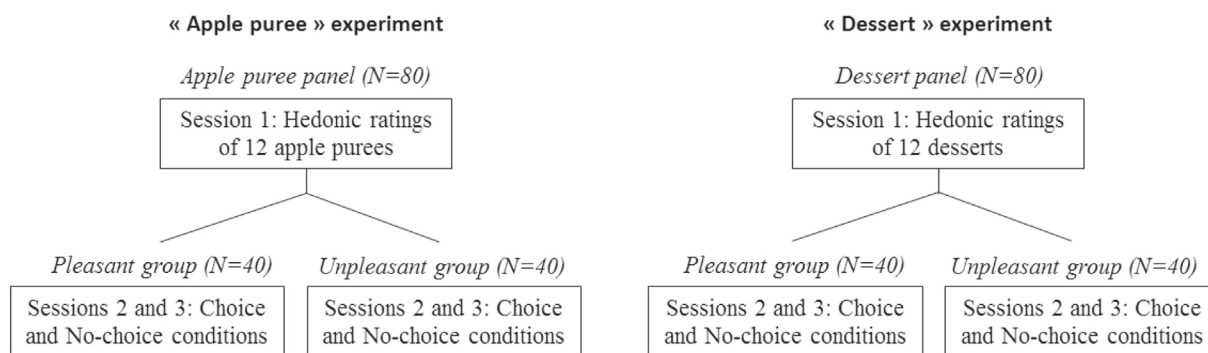 « Apple puree » experiment
Apple puree panel (N=80)
Session 1: Hedonic ratings
of 12 apple purees
Pleasant group (N=40)
Sessions 2 and 3: Choice
and No-choice conditions
Unpleasant group (N=40)
Sessions 2 and 3: Choice
and No-choice conditions
« Dessert » experiment
Dessert panel (N=80)
Session 1: Hedonic ratings
of 12 desserts
Pleasant group (N=40)
Sessions 2 and 3: Choice
and No-choice conditions
Unpleasant group (N=40)
Sessions 2 and 3: Choice
and No-choice conditions